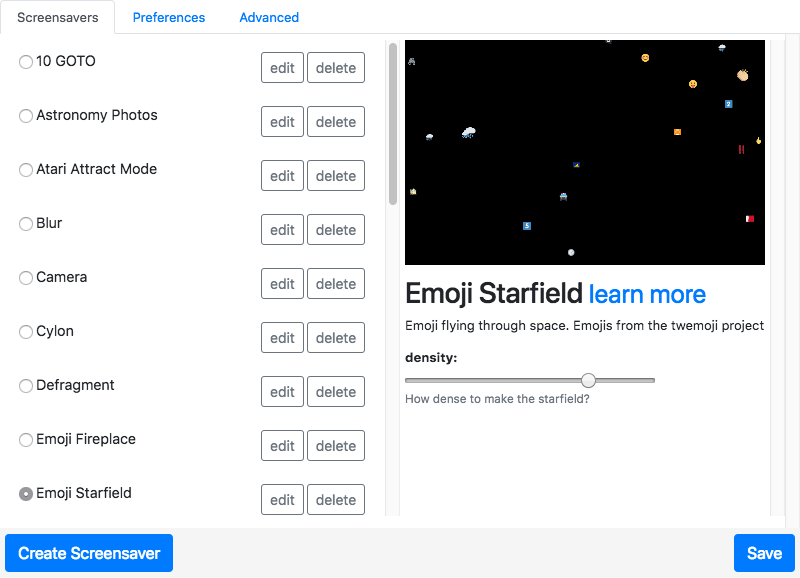 Screensavers Preferences Advanced
10 GOTO edit delete
Astronomy Photos edit delete
Atari Attract Mode edit delete
Blur edit delete
Camera edit delete
Cylon edit delete
Defragment edit delete
Emoji Fireplace edit delete
Emoji Starfield edit delete
Emoji Starfield learn more
Emoji flying through space. Emojis from the twemoji project
density:
How dense to make the starfield?
Create Screensaver Save